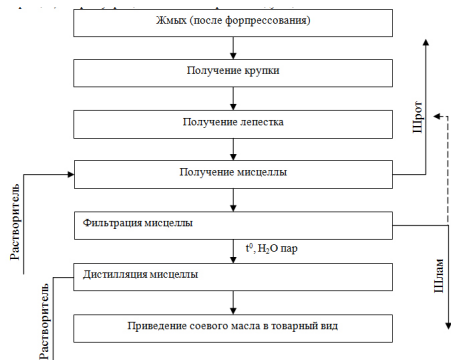 Жмых (после форпрессования)
Получение крупки
Получение лепестка
Шрот
Получение мисцеллы
Растворитель
Фильтрация мисцеллы
t⁰, H₂O пар
Дистилляция мисцеллы
Шлам
Растворитель
Приведение соевого масла в товарный вид